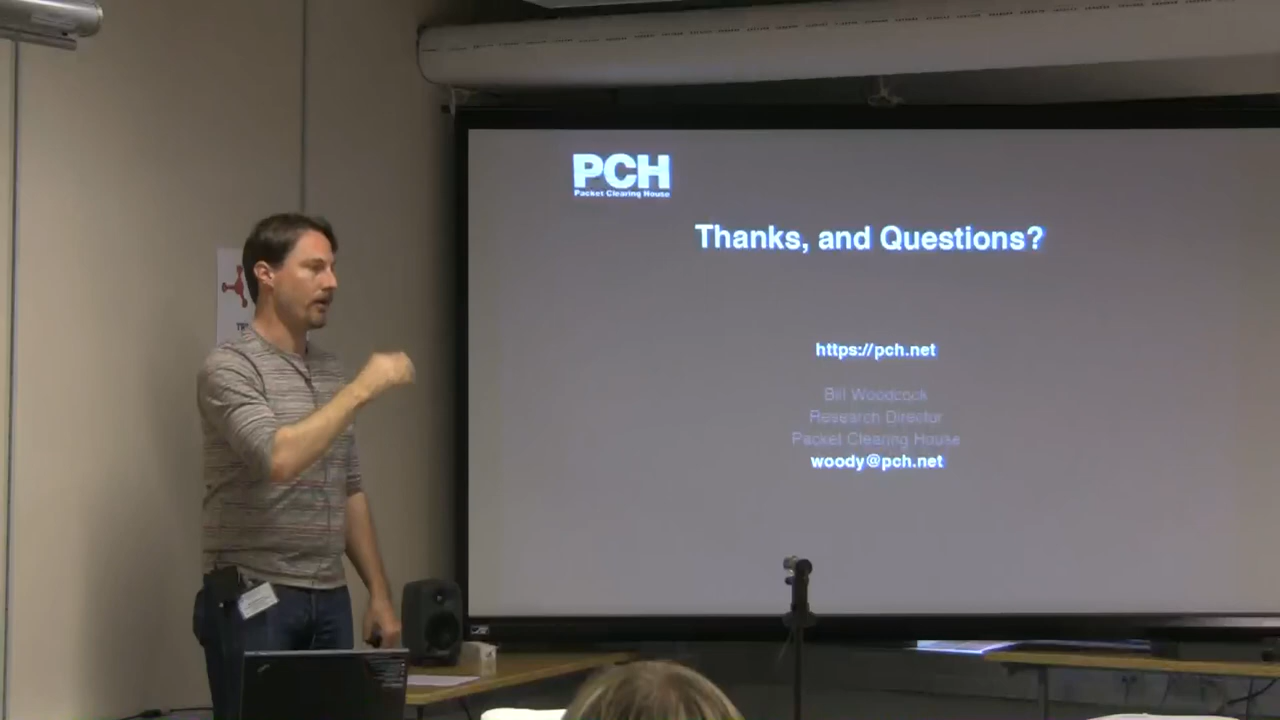 PCH
Packet Clearing House
Thanks, and Questions?
https://pch.net
Bill Woodcock
Research Director
Packet Clearing House
woody@pch.net